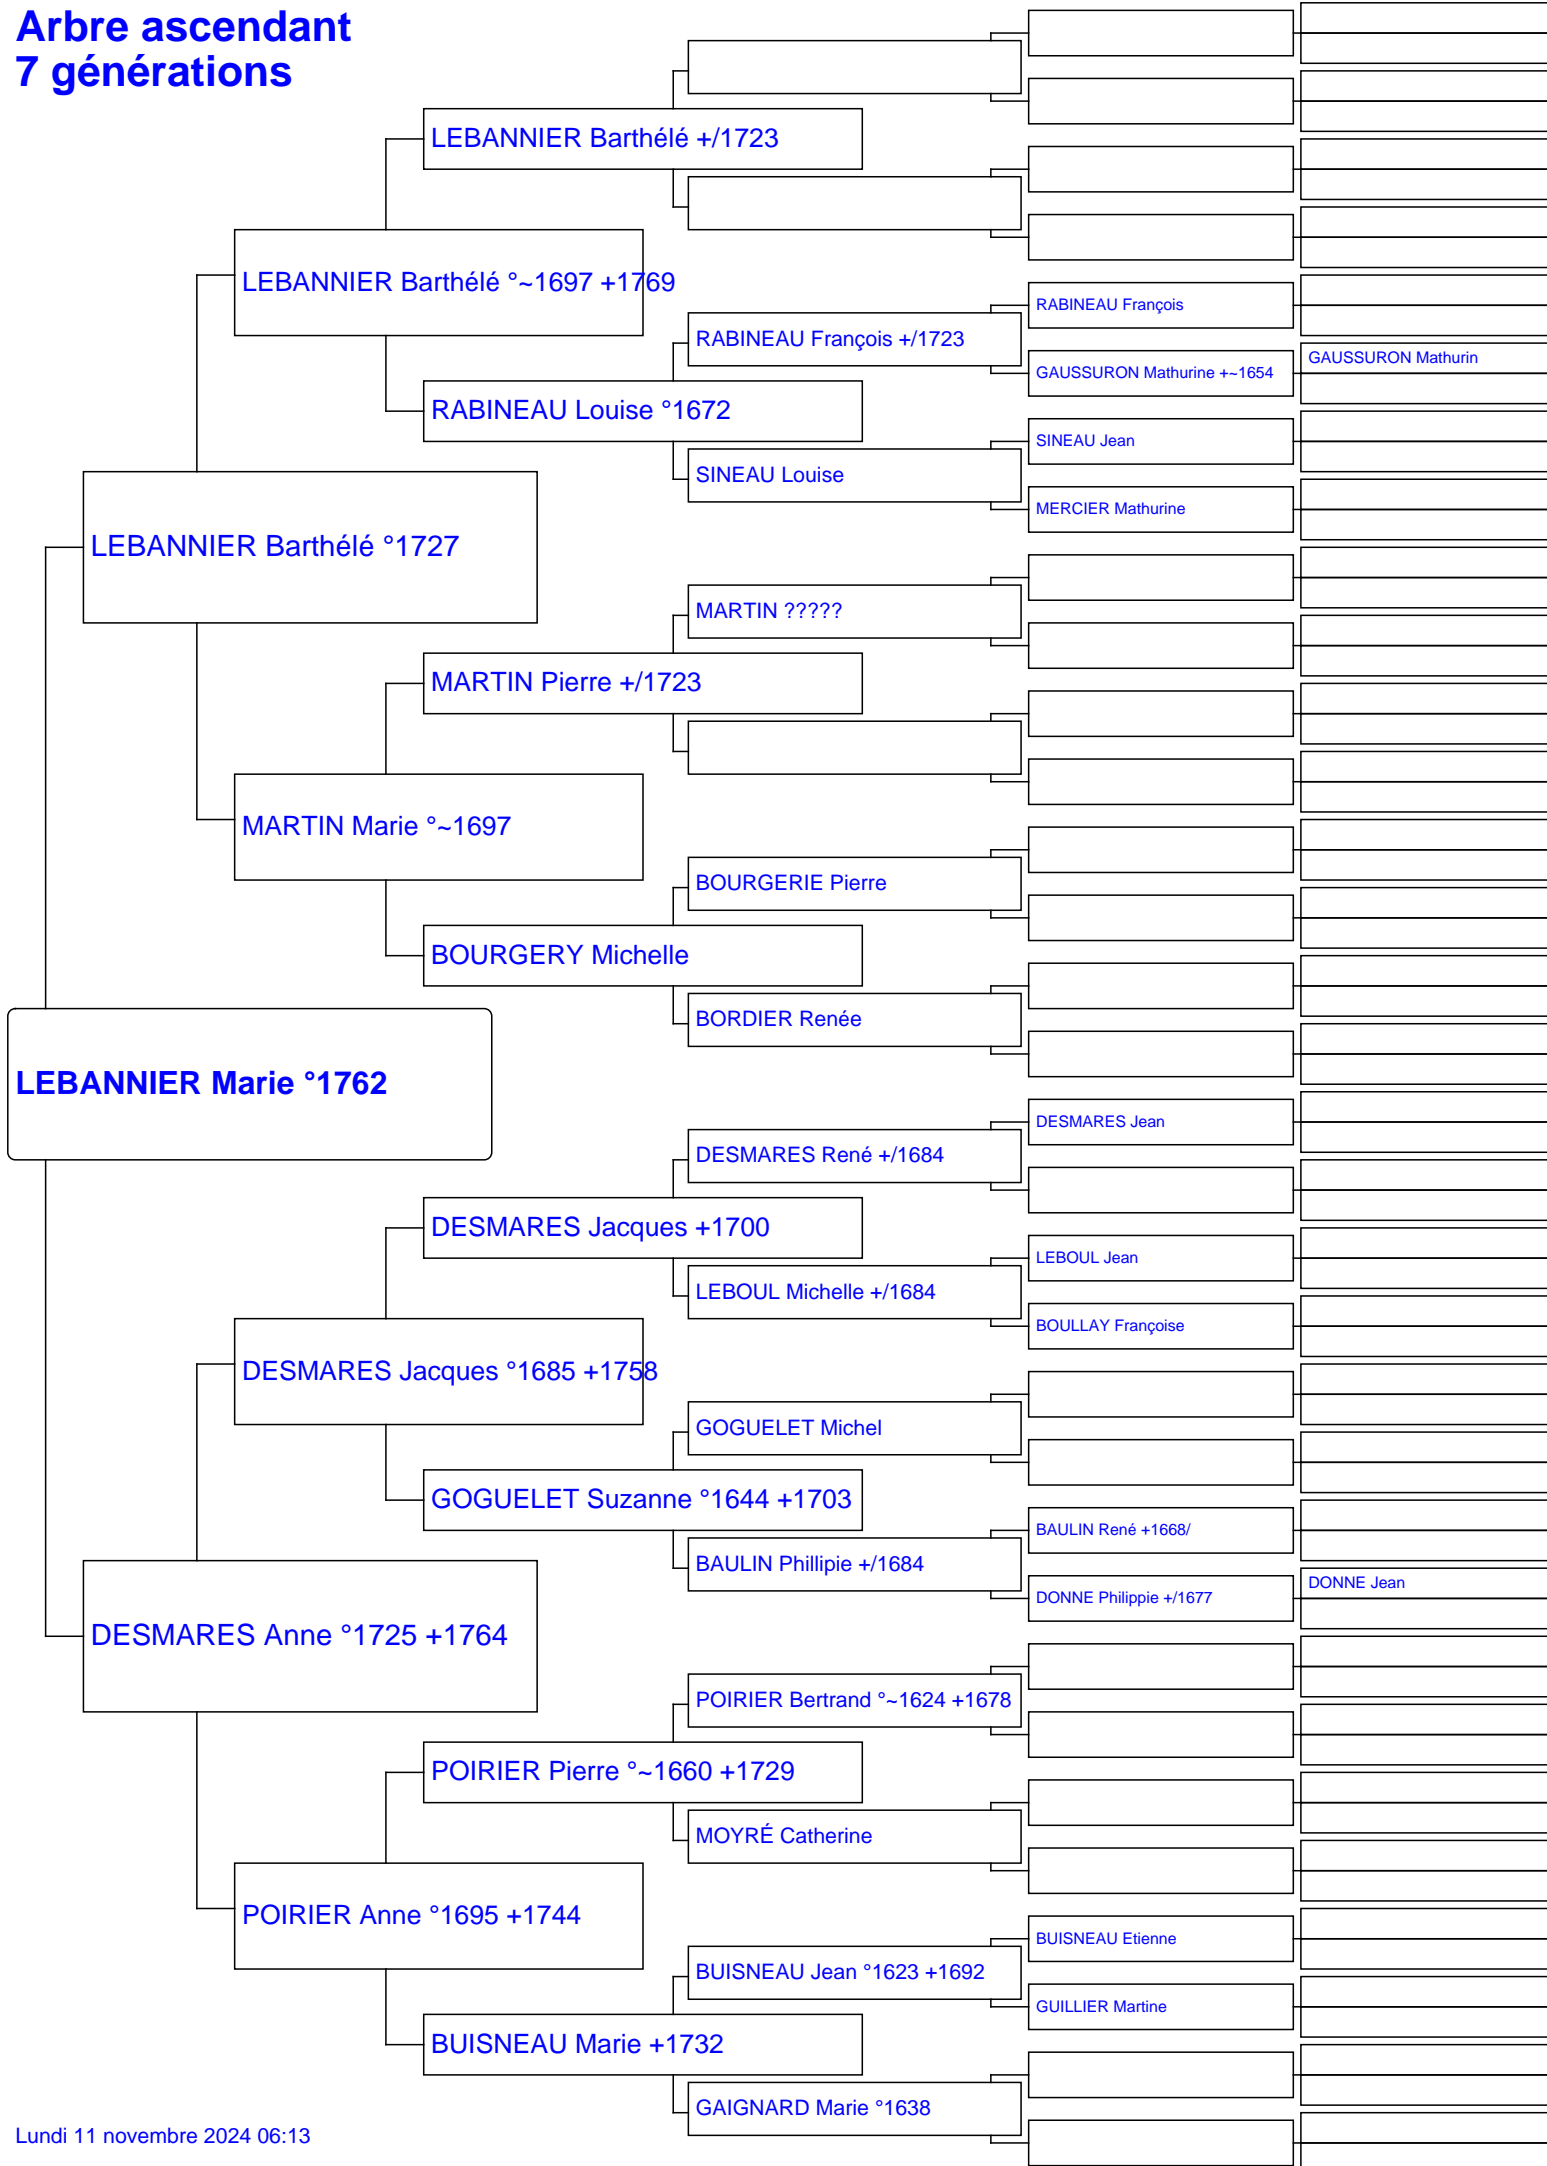 Arbre ascendant
7 générations
LEBANNIER Barthélé +/1723
LEBANNIER Barthélé °~1697 +1769
RABINEAU François
RABINEAU François +/1723
GAUSSURON Mathurin
GAUSSURON Mathurine +~1654
RABINEAU Louise °1672
SINEAU Jean
SINEAU Louise
MERCIER Mathurine
LEBANNIER Barthélé °1727
MARTIN ?????
MARTIN Pierre +/1723
MARTIN Marie °~1697
BOURGERIE Pierre
BOURGERY Michelle
BORDIER Renée
LEBANNIER Marie °1762
DESMARES Jean
DESMARES René +/1684
DESMARES Jacques +1700
LEBOUL Jean
LEBOUL Michelle +/1684
BOULLAY Françoise
DESMARES Jacques °1685 +1758
GOGUELET Michel
GOGUELET Suzanne °1644 +1703
BAULIN René +1668/
BAULIN Phillipie +/1684
DONNE Jean
DONNE Philippie +/1677
DESMARES Anne °1725 +1764
POIRIER Bertrand °~1624 +1678
POIRIER Pierre °~1660 +1729
MOYRÉ Catherine
POIRIER Anne °1695 +1744
BUISNEAU Etienne
BUISNEAU Jean °1623 +1692
GUILLIER Martine
BUISNEAU Marie +1732
GAIGNARD Marie °1638
Lundi 11 novembre 2024 06:13